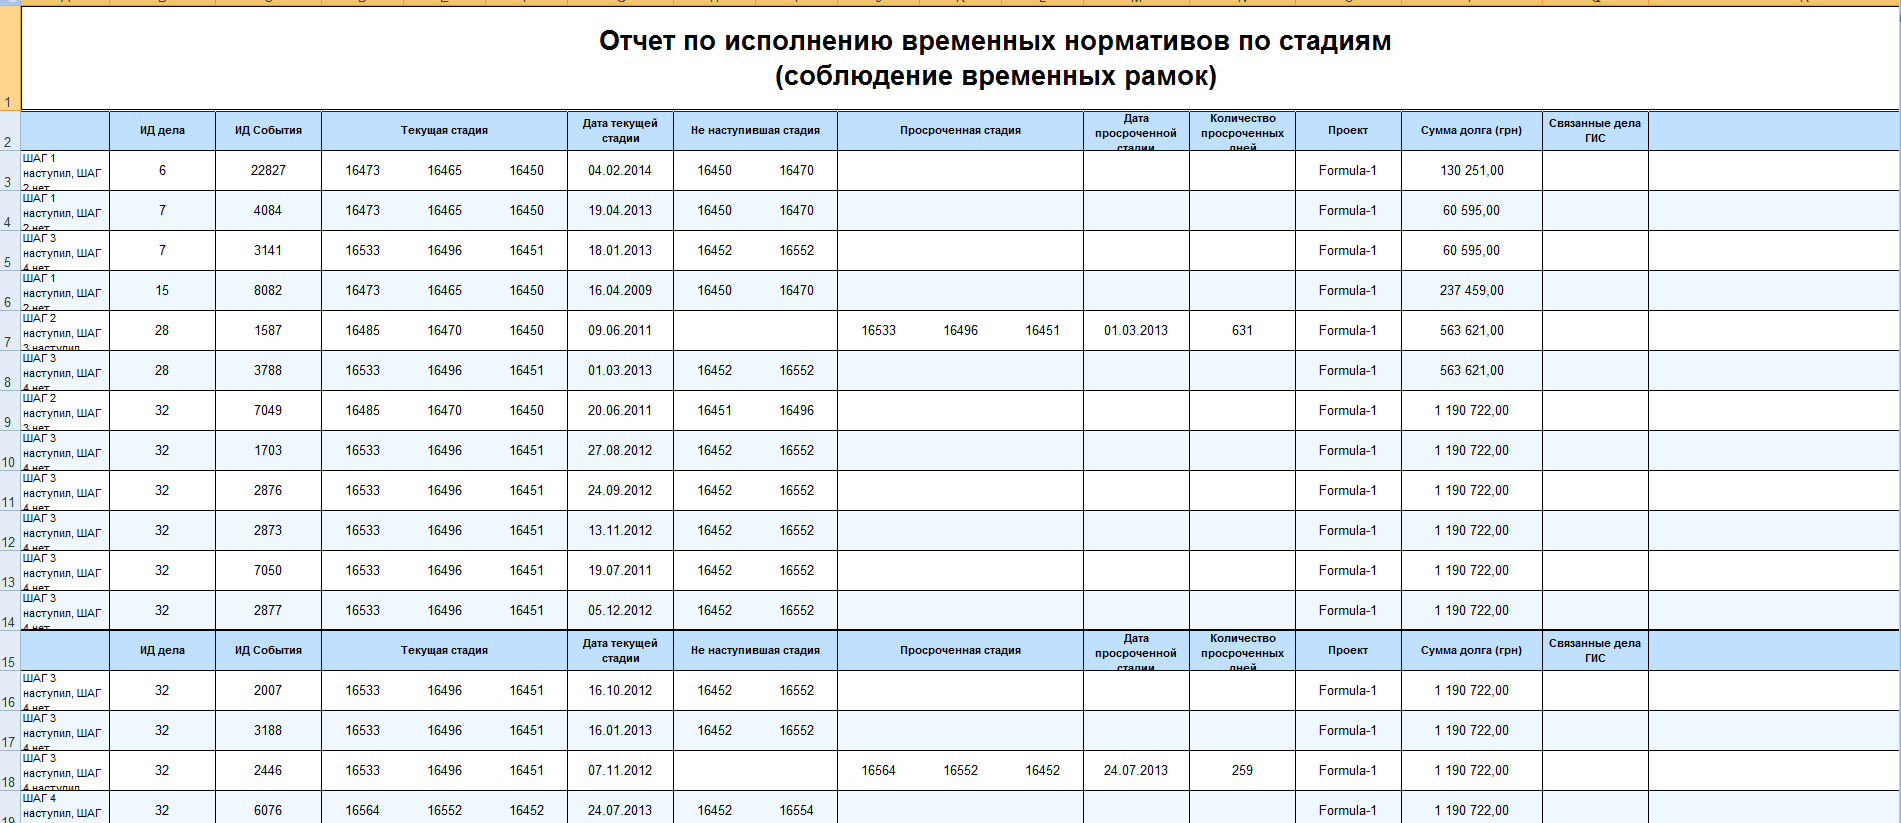 Отчет по исполнению временных нормативов по стадиям
(соблюдение временных рамок)
1
2 ИД дела ИД События Текущая стадия Дата текущей стадии Не наступившая стадия Просроченная стадия Дата просроченной стадии Количество просроченных дней Проект Сумма долга (грн) Связанные дела ГИС
3 ШАГ 1 наступил, ШАГ 2 нет 6 22827 16473 16465 16450 04.02.2014 16450 16470 Formula-1 130 251,00
4 ШАГ 1 наступил, ШАГ 2 нет 7 4084 16473 16465 16450 19.04.2013 16450 16470 Formula-1 60 595,00
5 ШАГ 3 наступил, ШАГ 4 нет 7 3141 16533 16496 16451 18.01.2013 16452 16552 Formula-1 60 595,00
6 ШАГ 1 наступил, ШАГ 2 нет 15 8082 16473 16465 16450 16.04.2009 16450 16470 Formula-1 237 459,00
7 ШАГ 2 наступил, ШАГ 3 наступил 28 1587 16485 16470 16450 09.06.2011 16533 16496 16451 01.03.2013 631 Formula-1 563 621,00
8 ШАГ 3 наступил, ШАГ 4 нет 28 3788 16533 16496 16451 01.03.2013 16452 16552 Formula-1 563 621,00
9 ШАГ 2 наступил, ШАГ 3 нет 32 7049 16485 16470 16450 20.06.2011 16451 16496 Formula-1 1 190 722,00
10 ШАГ 3 наступил, ШАГ 4 нет 32 1703 16533 16496 16451 27.08.2012 16452 16552 Formula-1 1 190 722,00
11 ШАГ 3 наступил, ШАГ 4 нет 32 2876 16533 16496 16451 24.09.2012 16452 16552 Formula-1 1 190 722,00
12 ШАГ 3 наступил, ШАГ 4 нет 32 2873 16533 16496 16451 13.11.2012 16452 16552 Formula-1 1 190 722,00
13 ШАГ 3 наступил, ШАГ 4 нет 32 7050 16533 16496 16451 19.07.2011 16452 16552 Formula-1 1 190 722,00
14 ШАГ 3 наступил, ШАГ 4 нет 32 2877 16533 16496 16451 05.12.2012 16452 16552 Formula-1 1 190 722,00
15 ИД дела ИД События Текущая стадия Дата текущей стадии Не наступившая стадия Просроченная стадия Дата просроченной стадии Количество просроченных дней Проект Сумма долга (грн) Связанные дела ГИС
16 ШАГ 3 наступил, ШАГ 4 нет 32 2007 16533 16496 16451 16.10.2012 16452 16552 Formula-1 1 190 722,00
17 ШАГ 3 наступил, ШАГ 4 нет 32 3188 16533 16496 16451 16.01.2013 16452 16552 Formula-1 1 190 722,00
18 ШАГ 3 наступил, ШАГ 4 наступил 32 2446 16533 16496 16451 07.11.2012 16564 16552 16452 24.07.2013 259 Formula-1 1 190 722,00
19 ШАГ 4 наступил, ШАГ 32 6076 16564 16552 16452 24.07.2013 16452 16554 Formula-1 1 190 722,00